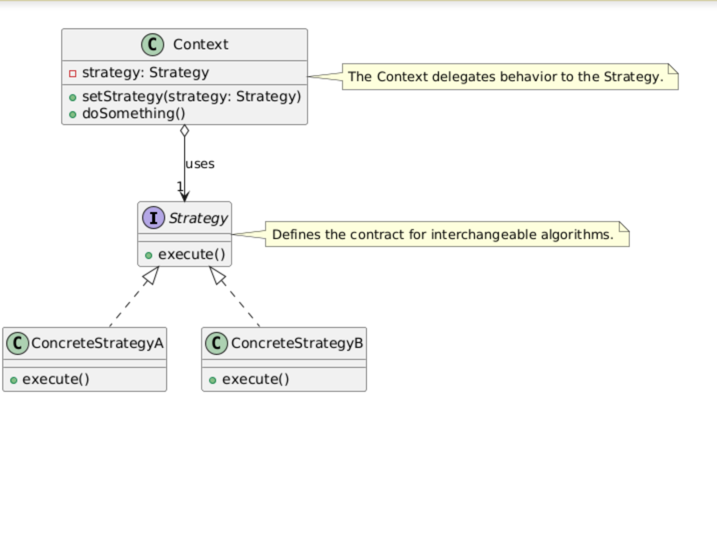 C Context
strategy: Strategy
setStrategy(strategy: Strategy)
doSomething()
The Context delegates behavior to the Strategy.
uses
1
I Strategy
execute()
Defines the contract for interchangeable algorithms.
C ConcreteStrategyA
execute()
C ConcreteStrategyB
execute()